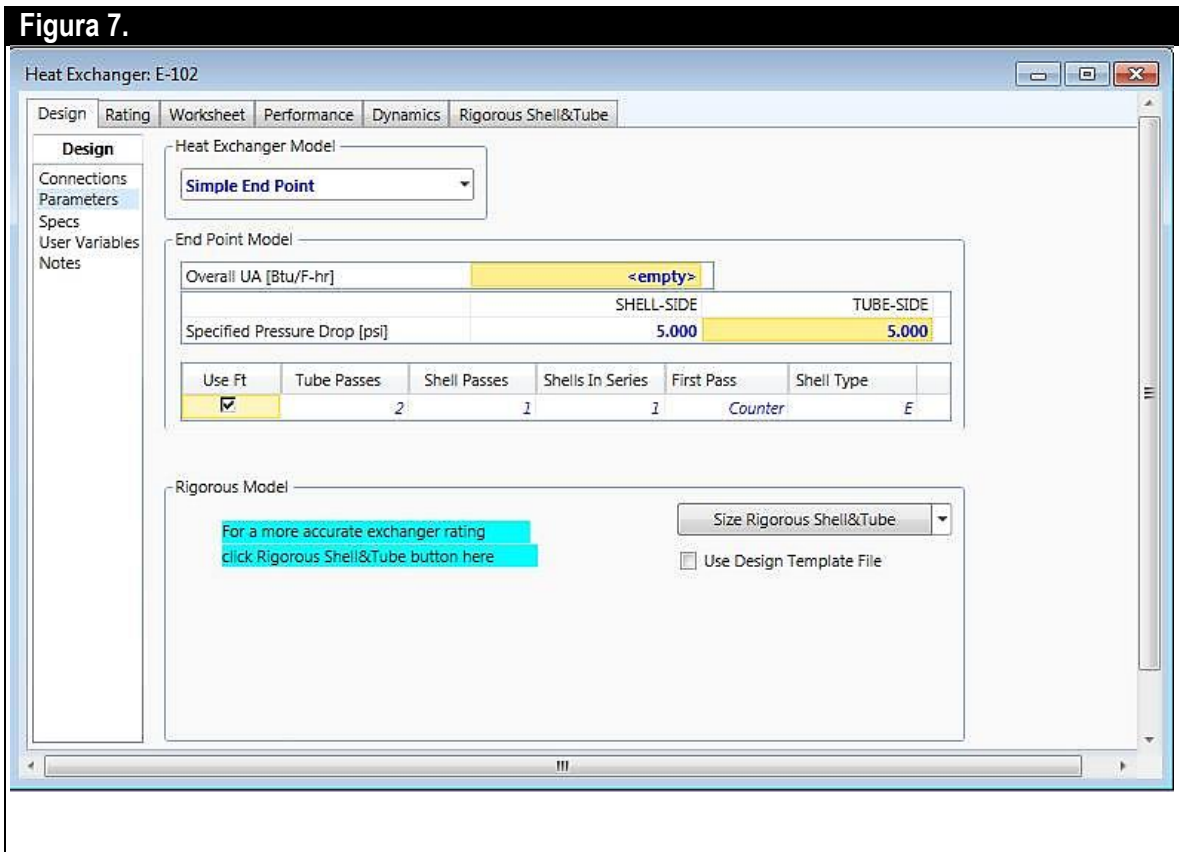 Figura 7.
Heat Exchanger: E-102
Design Rating Worksheet Performance Dynamics Rigorous Shell&Tube
Design
Connections
Parameters
Specs
User Variables
Notes
Heat Exchanger Model
Simple End Point
End Point Model
Overall UA [Btu/F-hr] <empty>
SHELL-SIDE TUBE-SIDE
Specified Pressure Drop [psi] 5.000 5.000
Use Ft Tube Passes Shell Passes Shells In Series First Pass Shell Type
2 1 1 Counter E
Rigorous Model
For a more accurate exchanger rating
click Rigorous Shell&Tube button here
Size Rigorous Shell&Tube
Use Design Template File